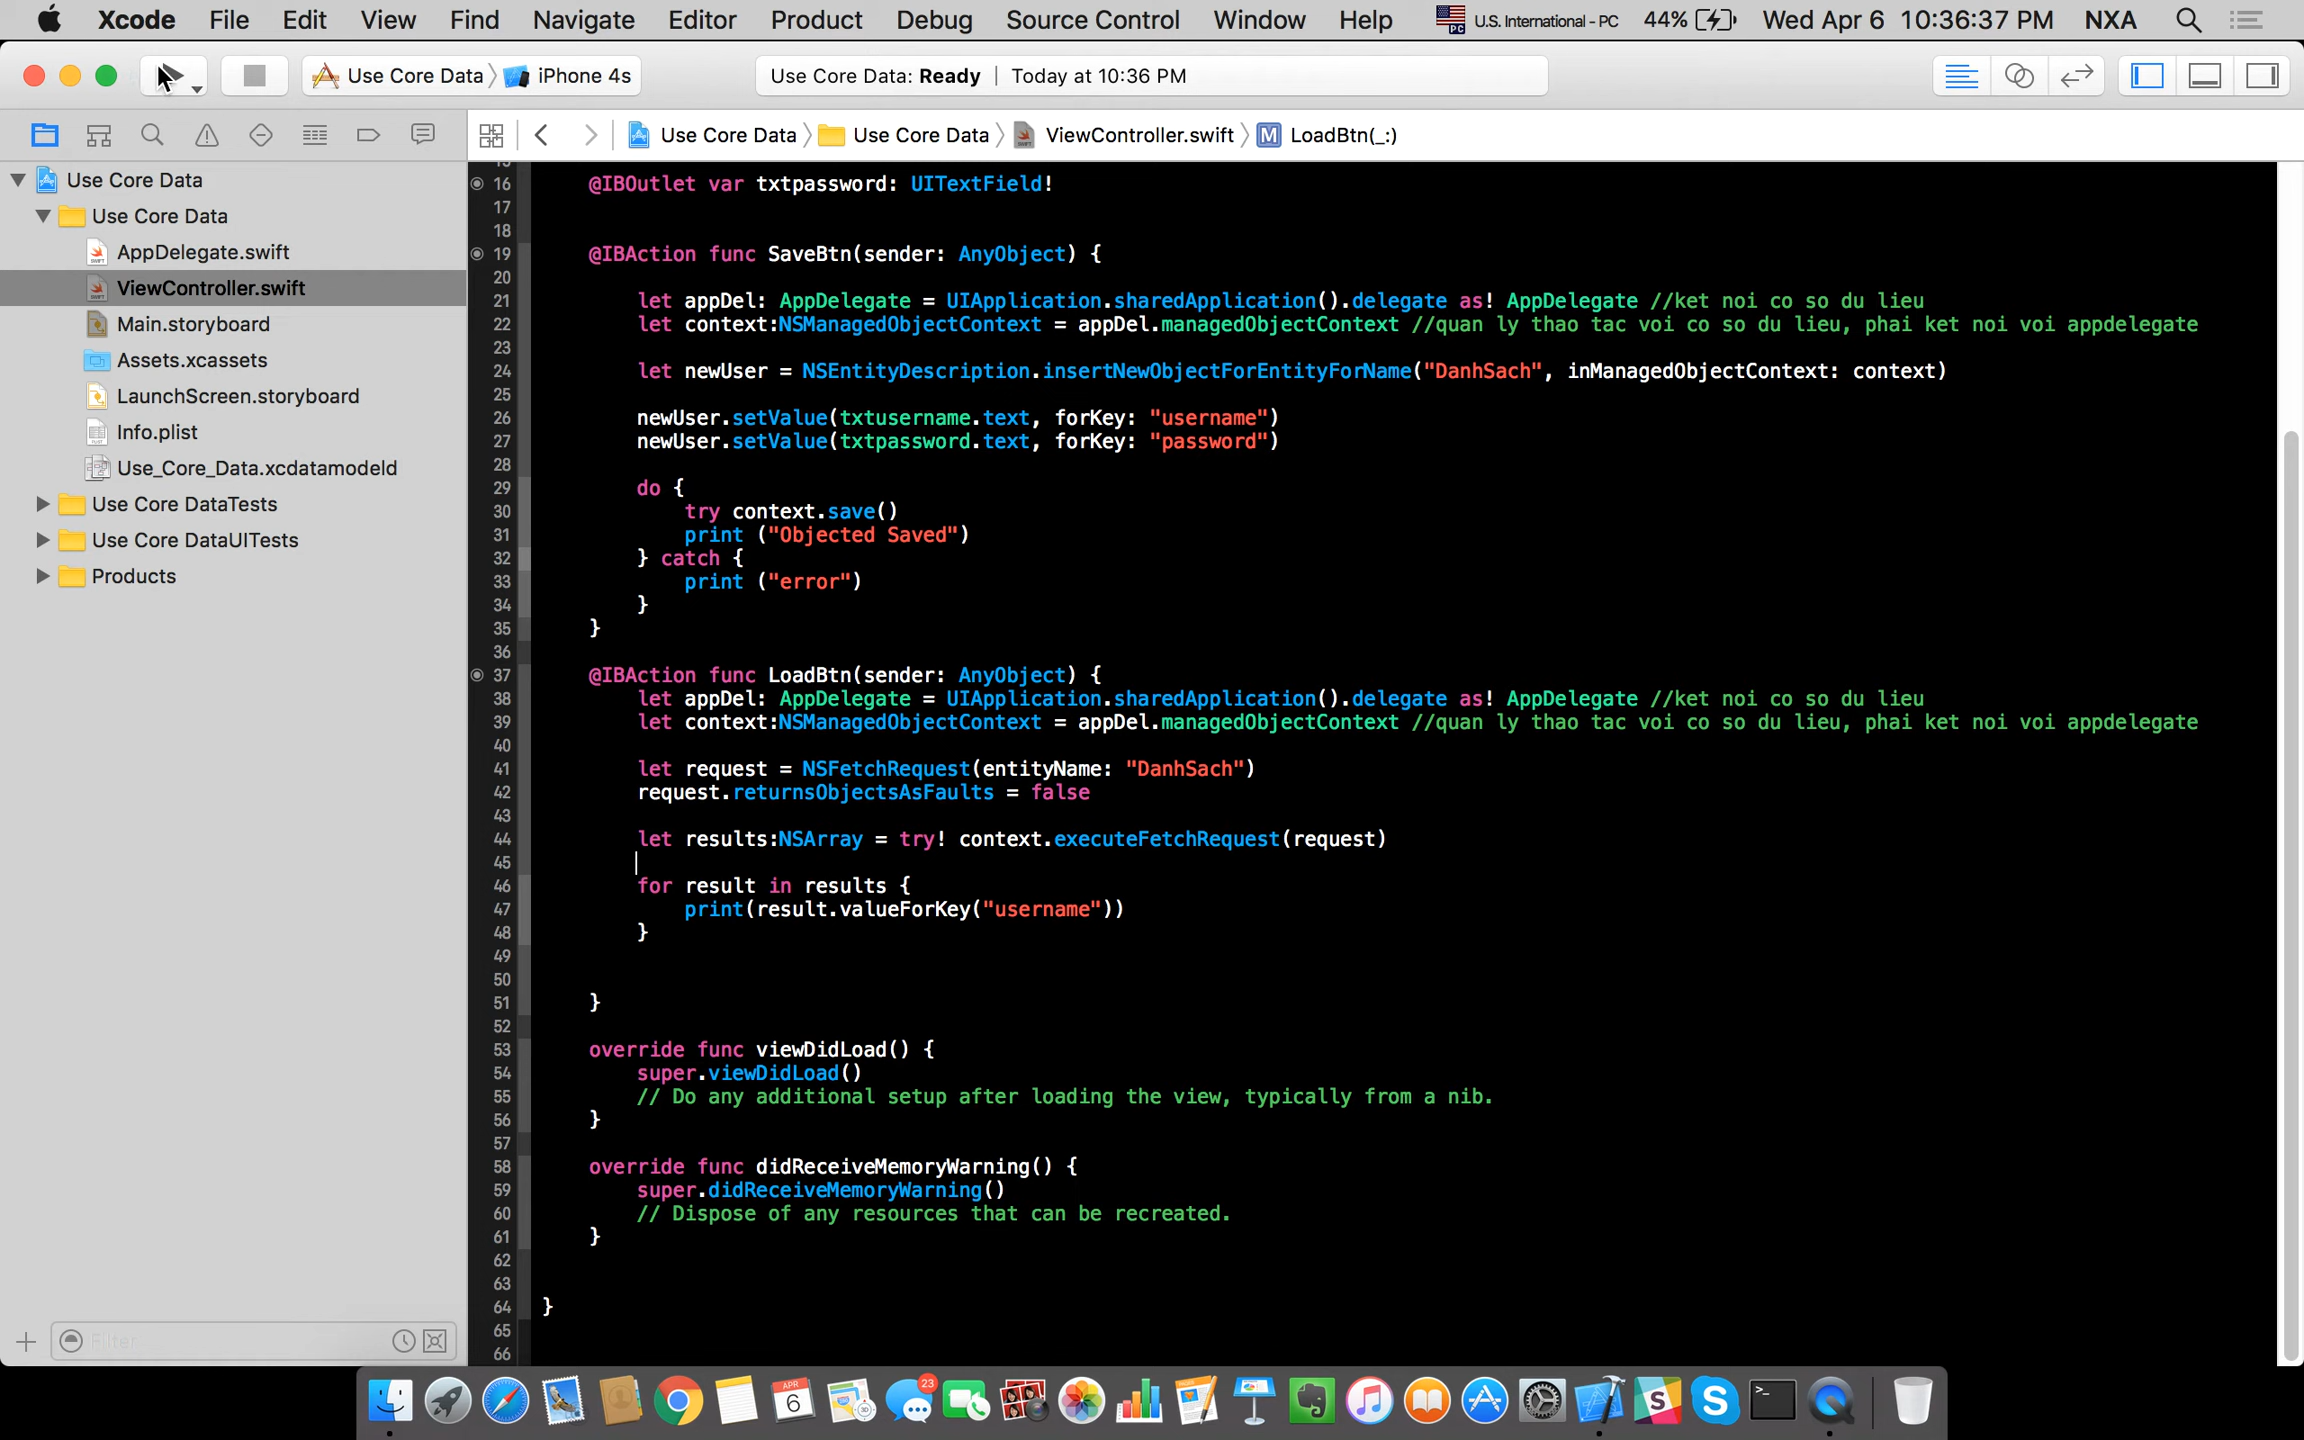 Xcode File Edit View Find Navigate Editor Product Debug Source Control Window Help U.S. International - PC 44% Wed Apr 6 10:36:37 PM NXA
Use Core Data iPhone 4s Use Core Data: Ready | Today at 10:36 PM
Use Core Data Use Core Data ViewController.swift M LoadBtn(_:)
Use Core Data
Use Core Data
AppDelegate.swift
ViewController.swift
Main.storyboard
Assets.xcassets
LaunchScreen.storyboard
Info.plist
Use_Core_Data.xcdatamodeld
Use Core DataTests
Use Core DataUITests
Products
Filter
15
16 @IBOutlet var txtpassword: UITextField!
17
18
19 @IBAction func SaveBtn(sender: AnyObject) {
20
21 let appDel: AppDelegate = UIApplication.sharedApplication().delegate as! AppDelegate //ket noi co so du lieu
22 let context:NSManagedObjectContext = appDel.managedObjectContext //quan ly thao tac voi co so du lieu, phai ket noi voi appdelegate
23
24 let newUser = NSEntityDescription.insertNewObjectForEntityForName("DanhSach", inManagedObjectContext: context)
25
26 newUser.setValue(txtusername.text, forKey: "username")
27 newUser.setValue(txtpassword.text, forKey: "password")
28
29 do {
30 try context.save()
31 print ("Objected Saved")
32 } catch {
33 print ("error")
34 }
35 }
36
37 @IBAction func LoadBtn(sender: AnyObject) {
38 let appDel: AppDelegate = UIApplication.sharedApplication().delegate as! AppDelegate //ket noi co so du lieu
39 let context:NSManagedObjectContext = appDel.managedObjectContext //quan ly thao tac voi co so du lieu, phai ket noi voi appdelegate
40
41 let request = NSFetchRequest(entityName: "DanhSach")
42 request.returnsObjectsAsFaults = false
43
44 let results:NSArray = try! context.executeFetchRequest(request)
45
46 for result in results {
47 print(result.valueForKey("username"))
48 }
49
50
51 }
52
53 override func viewDidLoad() {
54 super.viewDidLoad()
55 // Do any additional setup after loading the view, typically from a nib.
56 }
57
58 override func didReceiveMemoryWarning() {
59 super.didReceiveMemoryWarning()
60 // Dispose of any resources that can be recreated.
61 }
62
63
64 }
65
66
APR
6
23